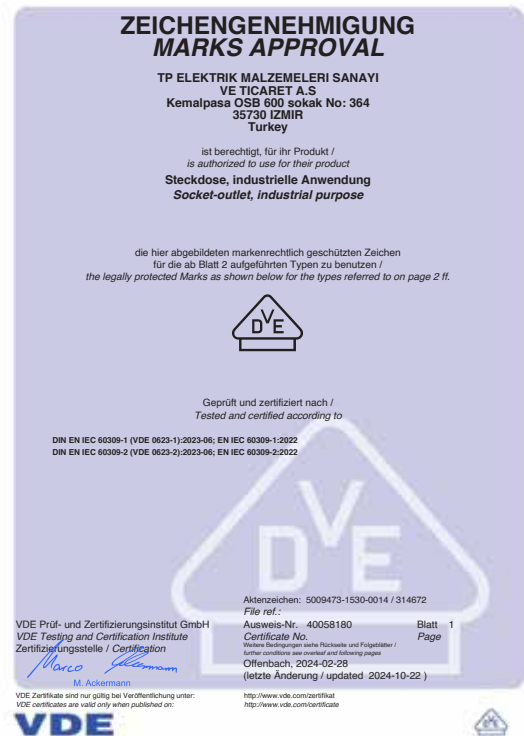 ZEICHENGENEHMIGUNG
MARKS APPROVAL
TP ELEKTRIK MALZEMELERI SANAYI
VE TICARET A.S
Kemalpasa OSB 600 sokak No: 364
35730 IZMIR
Turkey
ist berechtigt, für ihr Produkt /
is authorized to use for their product
Steckdose, industrielle Anwendung
Socket-outlet, industrial purpose
die hier abgebildeten markenrechtlich geschützten Zeichen
für die ab Blatt 2 aufgeführten Typen zu benutzen /
the legally protected Marks as shown below for the types referred to on page 2 ff.
DVE
Geprüft und zertifiziert nach /
Tested and certified according to
DIN EN IEC 60309-1 (VDE 0623-1):2023-06; EN IEC 60309-1:2022
DIN EN IEC 60309-2 (VDE 0623-2):2023-06; EN IEC 60309-2:2022
DVE
Aktenzeichen: 5009473-1530-0014 / 314672
File ref.:
VDE Prüf- und Zertifizierungsinstitut GmbH
VDE Testing and Certification Institute
Zertifizierungsstelle / Certification
Marco Ackermann
M. Ackermann
Ausweis-Nr. 40058180 Blatt 1
Certificate No. Page
Weitere Bedingungen siehe Rückseite und Folgeblätter /
further conditions see overleaf and following pages
Offenbach, 2024-02-28
(letzte Änderung / updated 2024-10-22 )
VDE Zertifikate sind nur gültig bei Veröffentlichung unter: http://www.vde.com/zertifikat
VDE certificates are valid only when published on: http://www.vde.com/certificate
VDE
DVE